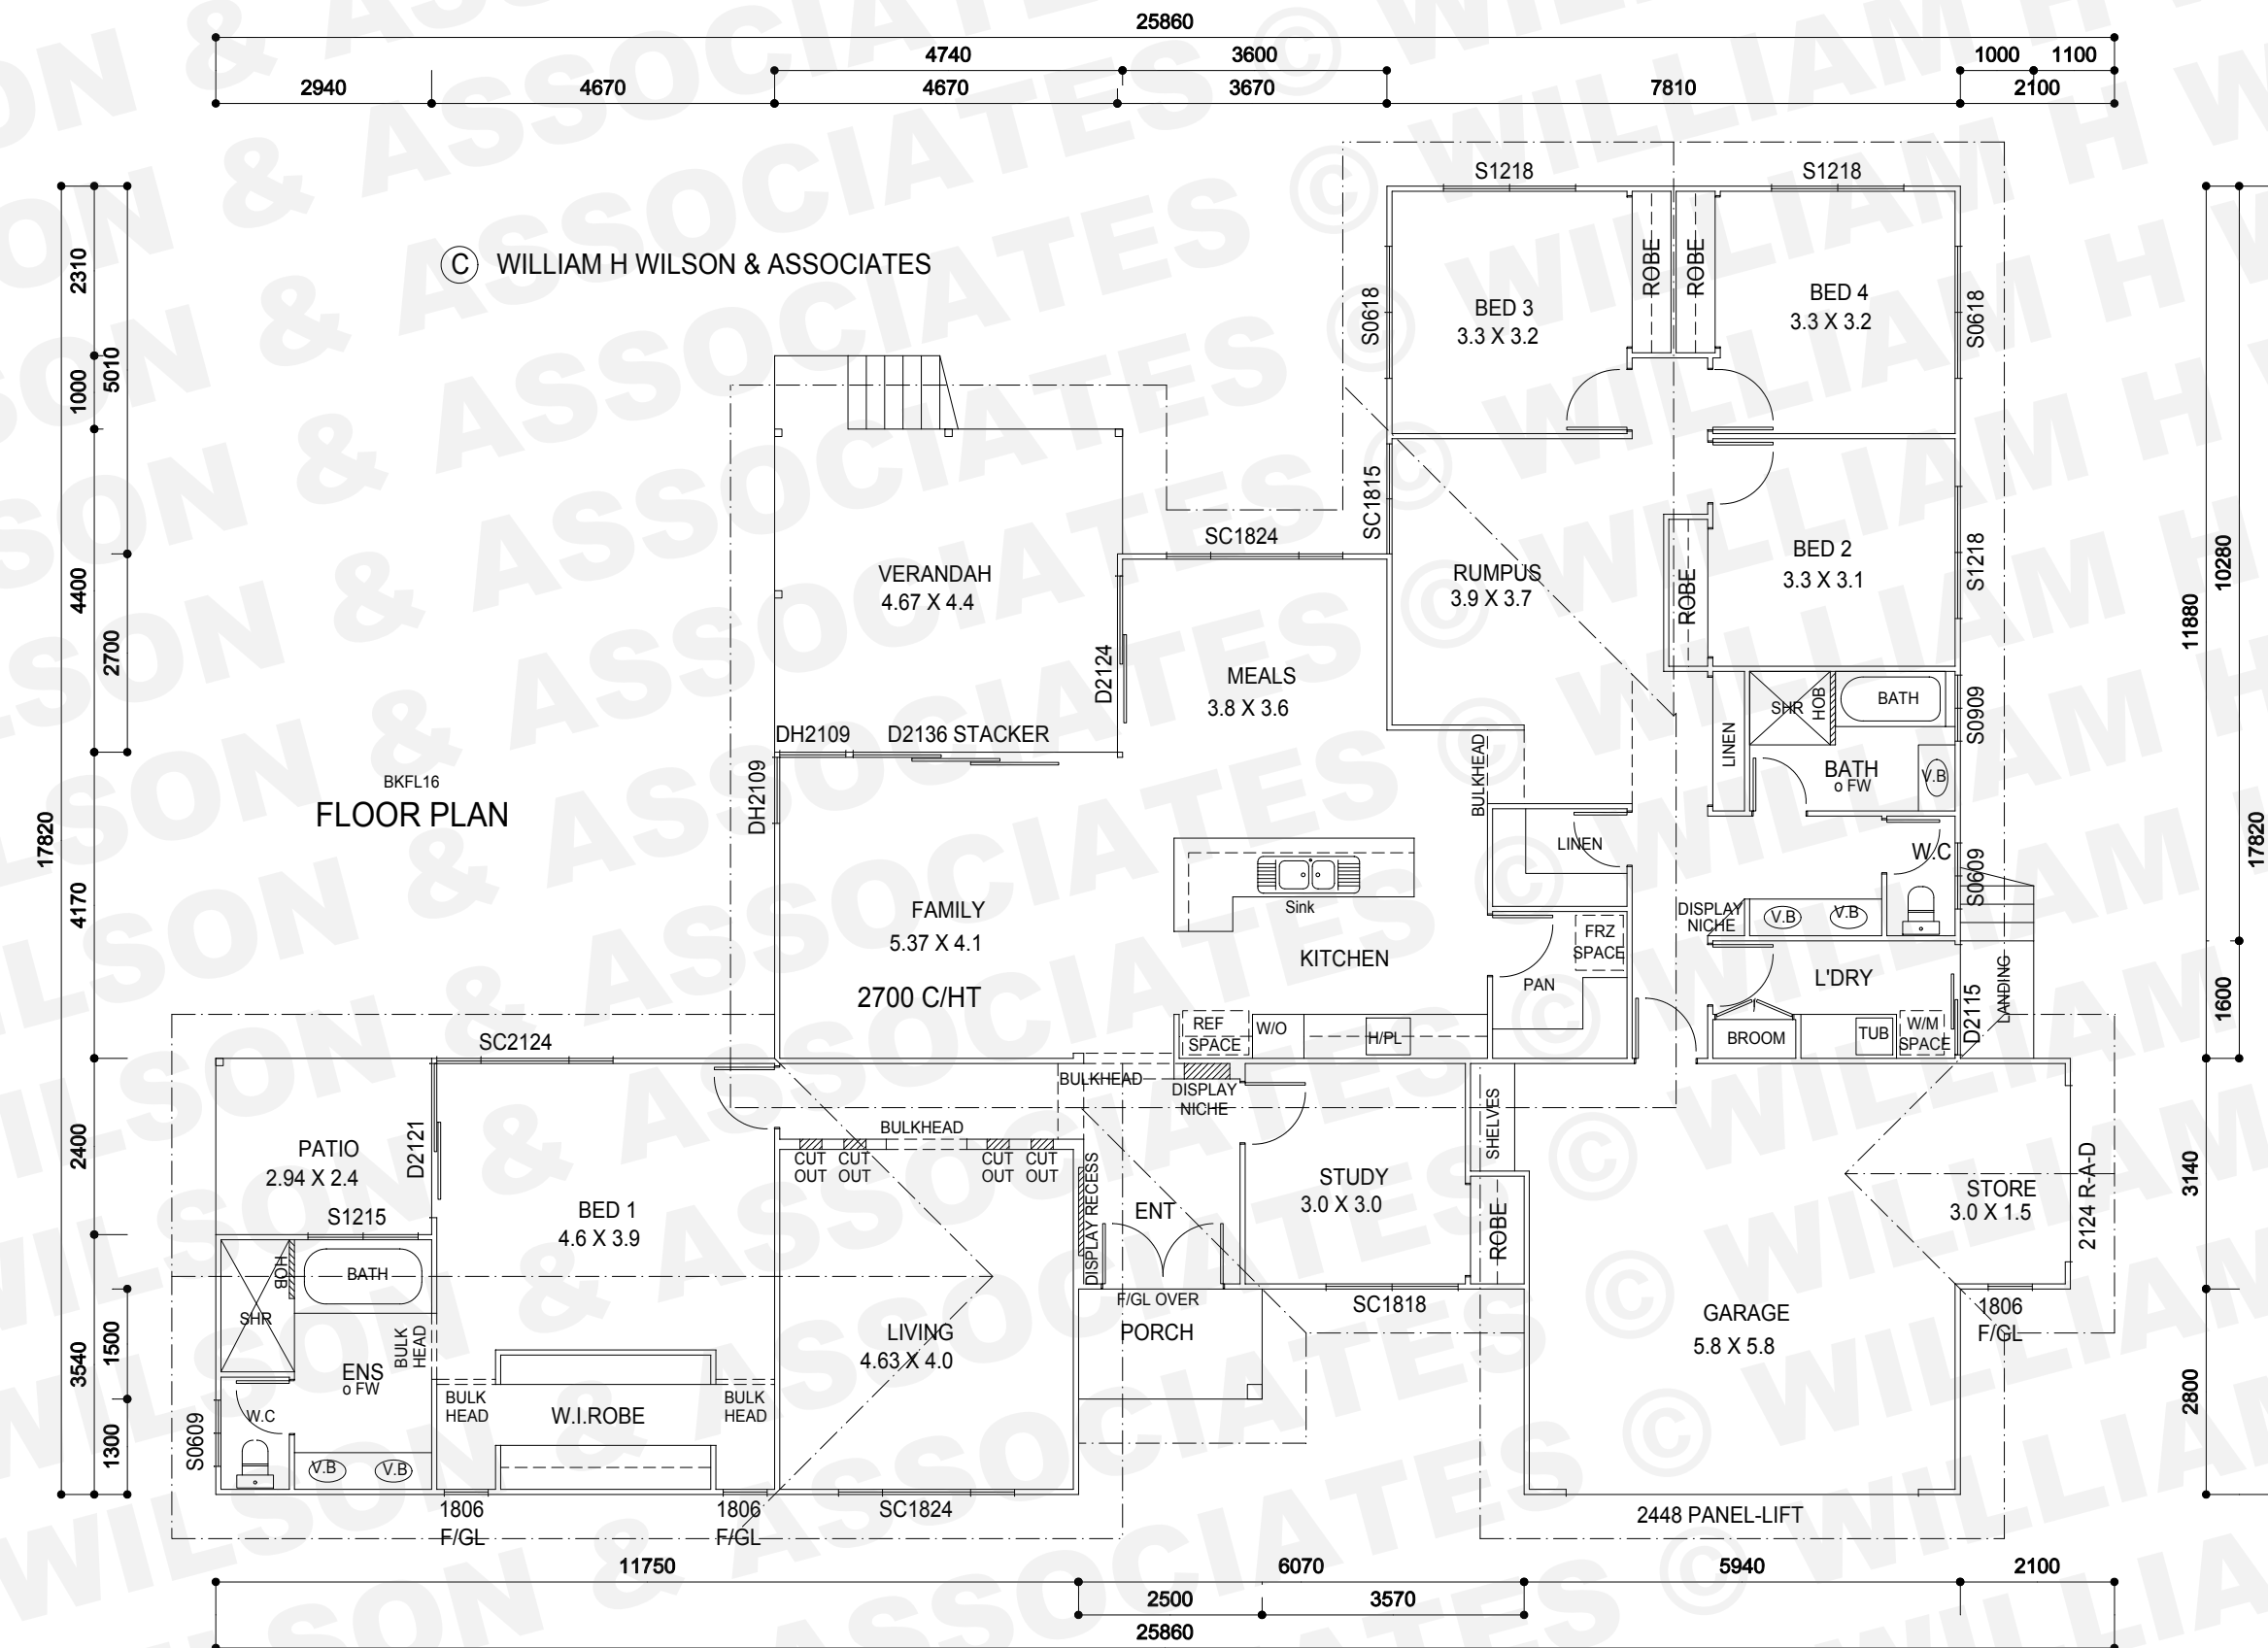 25860
4740 3600 1000 1100
2940 4670 4670 3670 7810 2100
© WILLIAM H WILSON & ASSOCIATES
BKFL16
FLOOR PLAN
17820
2310
1000
4400
4170
2400
3540
5010
2700
1500
1300
S1218
S1218
S0618
BED 3
3.3 X 3.2
ROBE
ROBE
BED 4
3.3 X 3.2
S0618
SC1815
SC1824
VERANDAH
4.67 X 4.4
D2124
MEALS
3.8 X 3.6
RUMPUS
3.9 X 3.7
ROBE
BED 2
3.3 X 3.1
S1218
DH2109
D2136 STACKER
DH2109
BULKHEAD
LINEN
SHR
HOB
BATH
BATH
o FW
V.B
S0909
LINEN
W.C
S0609
FAMILY
5.37 X 4.1
2700 C/HT
Sink
KITCHEN
DISPLAY
NICHE
V.B
V.B
FRZ
SPACE
PAN
L'DRY
LANDING
D2115
REF
SPACE
W/O
H/PL
BROOM
TUB
W/M
SPACE
SC2124
PATIO
2.94 X 2.4
D2121
S1215
BED 1
4.6 X 3.9
BULKHEAD
BULKHEAD
CUT
OUT
CUT
OUT
CUT
OUT
CUT
OUT
DISPLAY
NICHE
DISPLAY RECESS
ENT
STUDY
3.0 X 3.0
SHELVES
ROBE
STORE
3.0 X 1.5
2124 R-A-D
HOB
BATH
SHR
BULK
HEAD
ENS
o FW
W.C
S0609
V.B
V.B
BULK
HEAD
W.I.ROBE
BULK
HEAD
LIVING
4.63 X 4.0
F/GL OVER
PORCH
SC1818
GARAGE
5.8 X 5.8
1806
F/GL
1806
F/GL
1806
F/GL
SC1824
2448 PANEL-LIFT
11880
3140
2800
10280
1600
17820
11750 6070 5940 2100
2500 3570
25860
WILLIAM H WILSON & ASSOCIATES ©